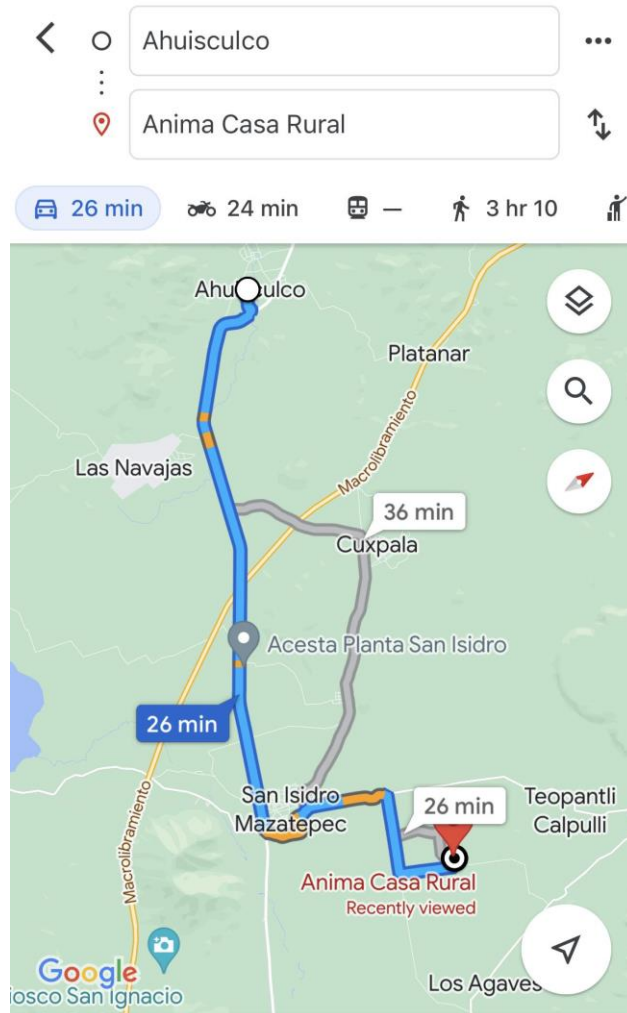 Ahuisculco
Anima Casa Rural
26 min
24 min
—
3 hr 10
Ahuisculco
Platanar
Macrolibramiento
Las Navajas
36 min
Cuxpala
Acesta Planta San Isidro
26 min
San Isidro
Mazatepec
26 min
Teopantli
Calpulli
Macrolibramiento
Anima Casa Rural
Recently viewed
Google
iosco San Ignacio
Los Agaves